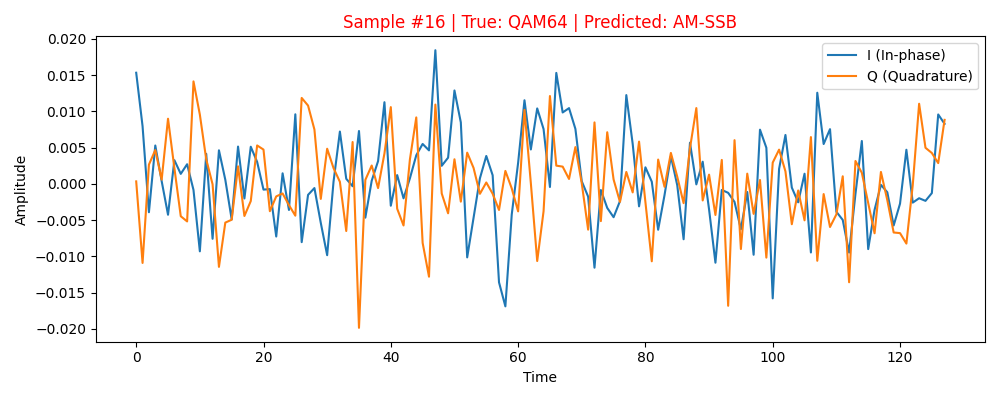 Sample #16 | True: QAM64 | Predicted: AM-SSB
I (In-phase)
Q (Quadrature)
Amplitude
0.020
0.015
0.010
0.005
0.000
−0.005
−0.010
−0.015
−0.020
0 20 40 60 80 100 120
Time